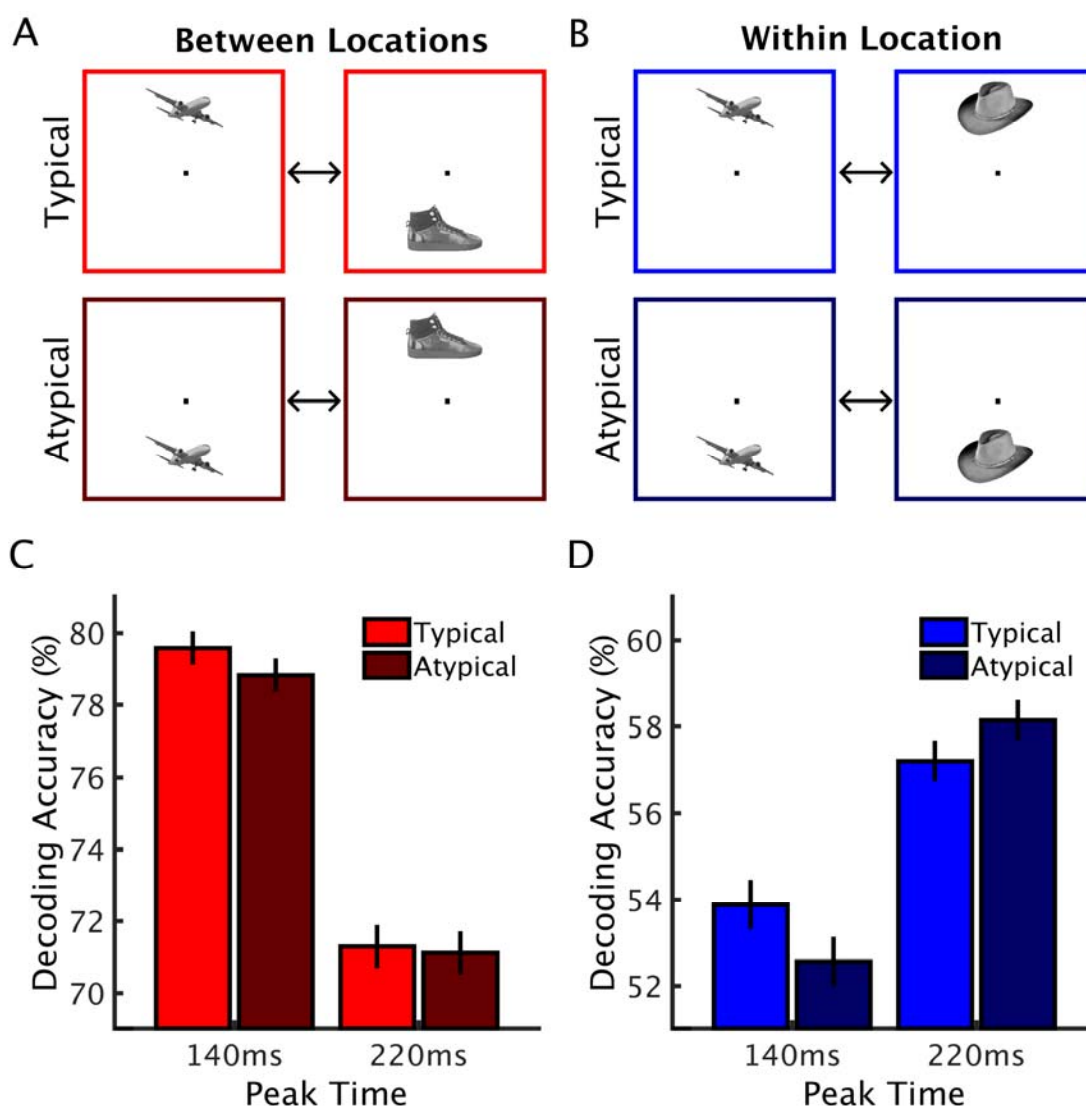 A
Between Locations
Typical
Atypical
B
Within Location
Typical
Atypical
C
Decoding Accuracy (%)
80
78
76
74
72
70
Typical
Atypical
140ms
220ms
Peak Time
D
Decoding Accuracy (%)
60
58
56
54
52
Typical
Atypical
140ms
220ms
Peak Time